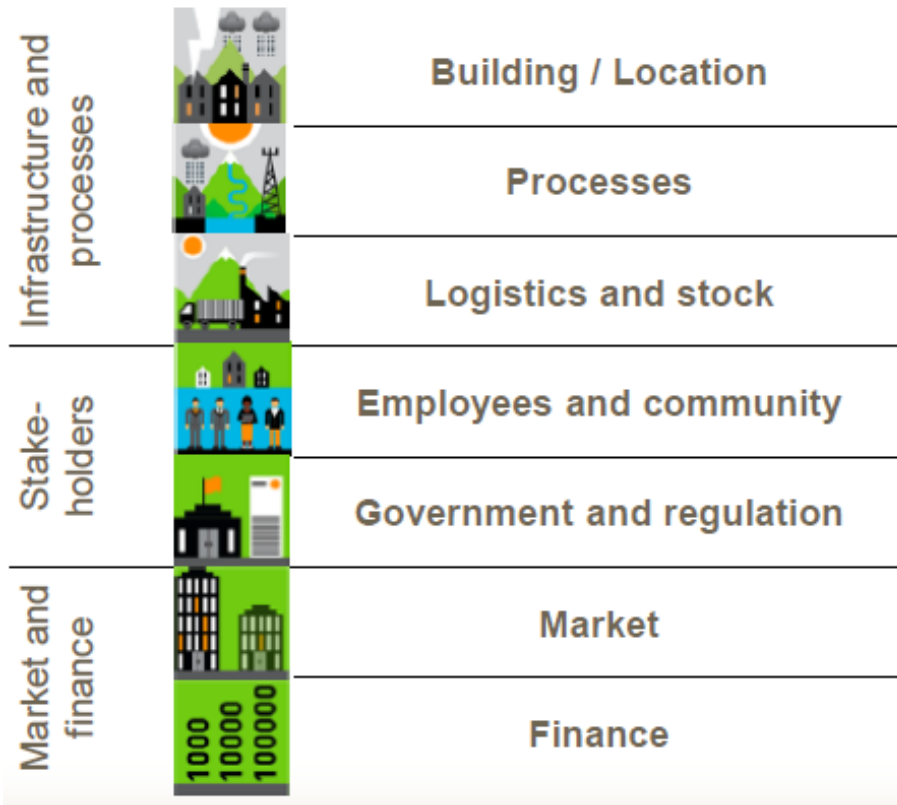 Infrastructure and
processes
Building / Location
Processes
Logistics and stock
Stake-
holders
Employees and community
Government and regulation
Market and
finance
Market
Finance
1000
10000
100000